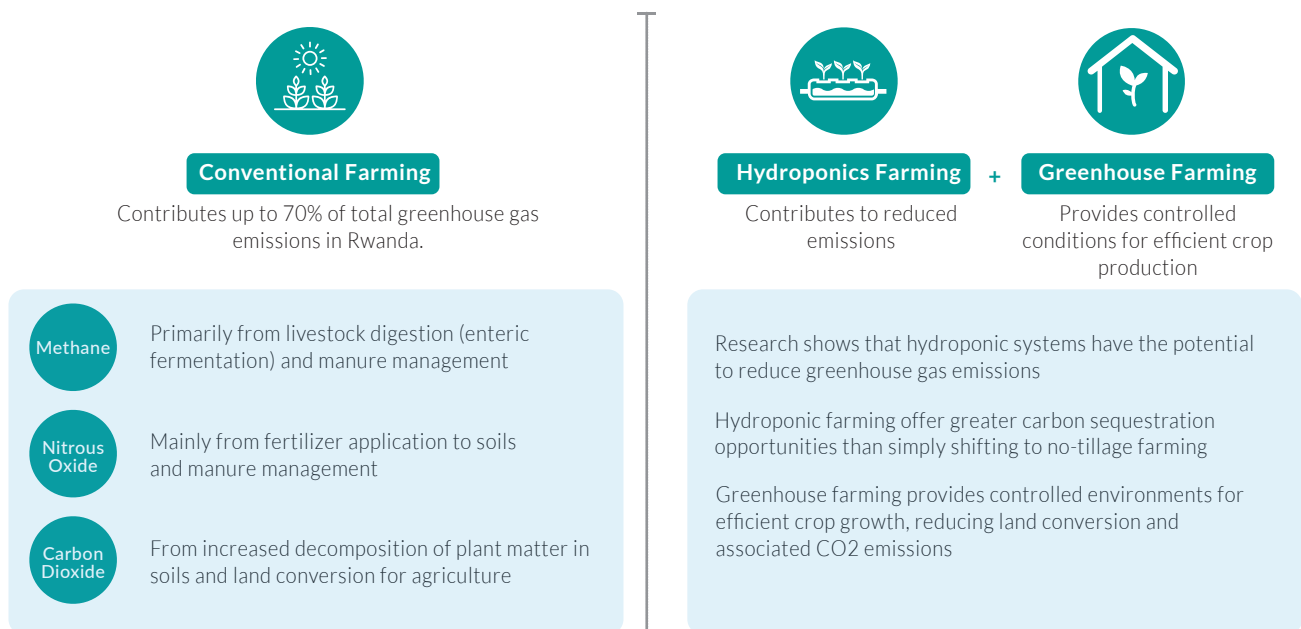 Conventional Farming
Contributes up to 70% of total greenhouse gas
emissions in Rwanda.
Methane
Primarily from livestock digestion (enteric
fermentation) and manure management
Nitrous
Oxide
Mainly from fertilizer application to soils
and manure management
Carbon
Dioxide
From increased decomposition of plant matter in
soils and land conversion for agriculture
Hydroponics Farming
+
Greenhouse Farming
Contributes to reduced
emissions
Provides controlled
conditions for efficient crop
production
Research shows that hydroponic systems have the potential
to reduce greenhouse gas emissions
Hydroponic farming offer greater carbon sequestration
opportunities than simply shifting to no-tillage farming
Greenhouse farming provides controlled environments for
efficient crop growth, reducing land conversion and
associated CO2 emissions